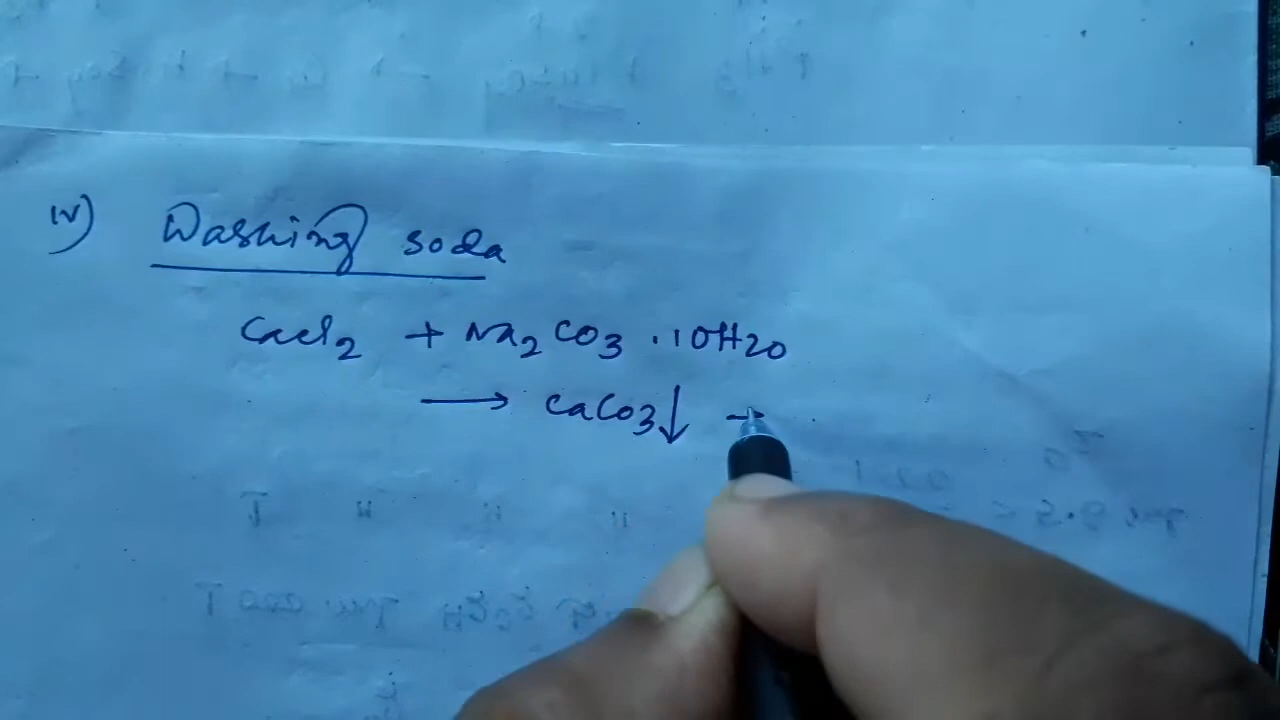 iv) Washing soda
CaCl2 + Na2CO3 .10H2O
⟶ CaCO3↓ +